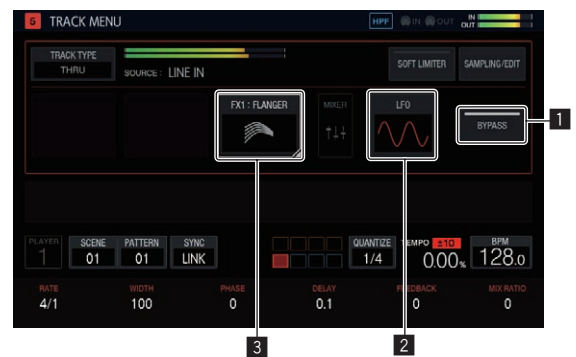 5 TRACK MENU HPF IN OUT IN OUT
TRACK TYPE
THRU
SOURCE : LINE IN
SOFT LIMITER
SAMPLING/EDIT
FX1 : FLANGER
MIXER
LFO
BYPASS
1
PLAYER
1
SCENE
01
PATTERN
01
SYNC
LINK
QUANTIZE
1/4
TEMPO ±10
0.00%
BPM
128.0
RATE
4/1
WIDTH
100
PHASE
0
DELAY
0.1
FEEDBACK
0
MIX RATIO
0
3
2